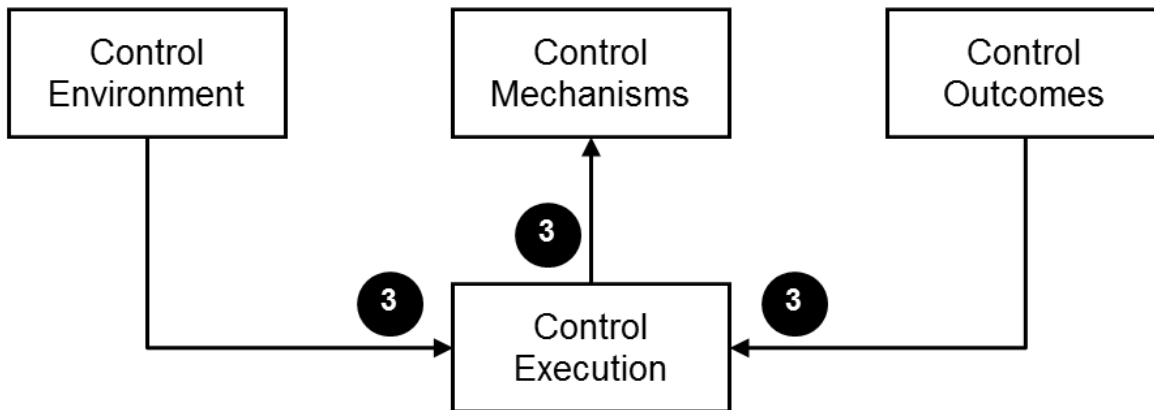 Control
Environment
Control
Mechanisms
Control
Outcomes
3
3
3
Control
Execution